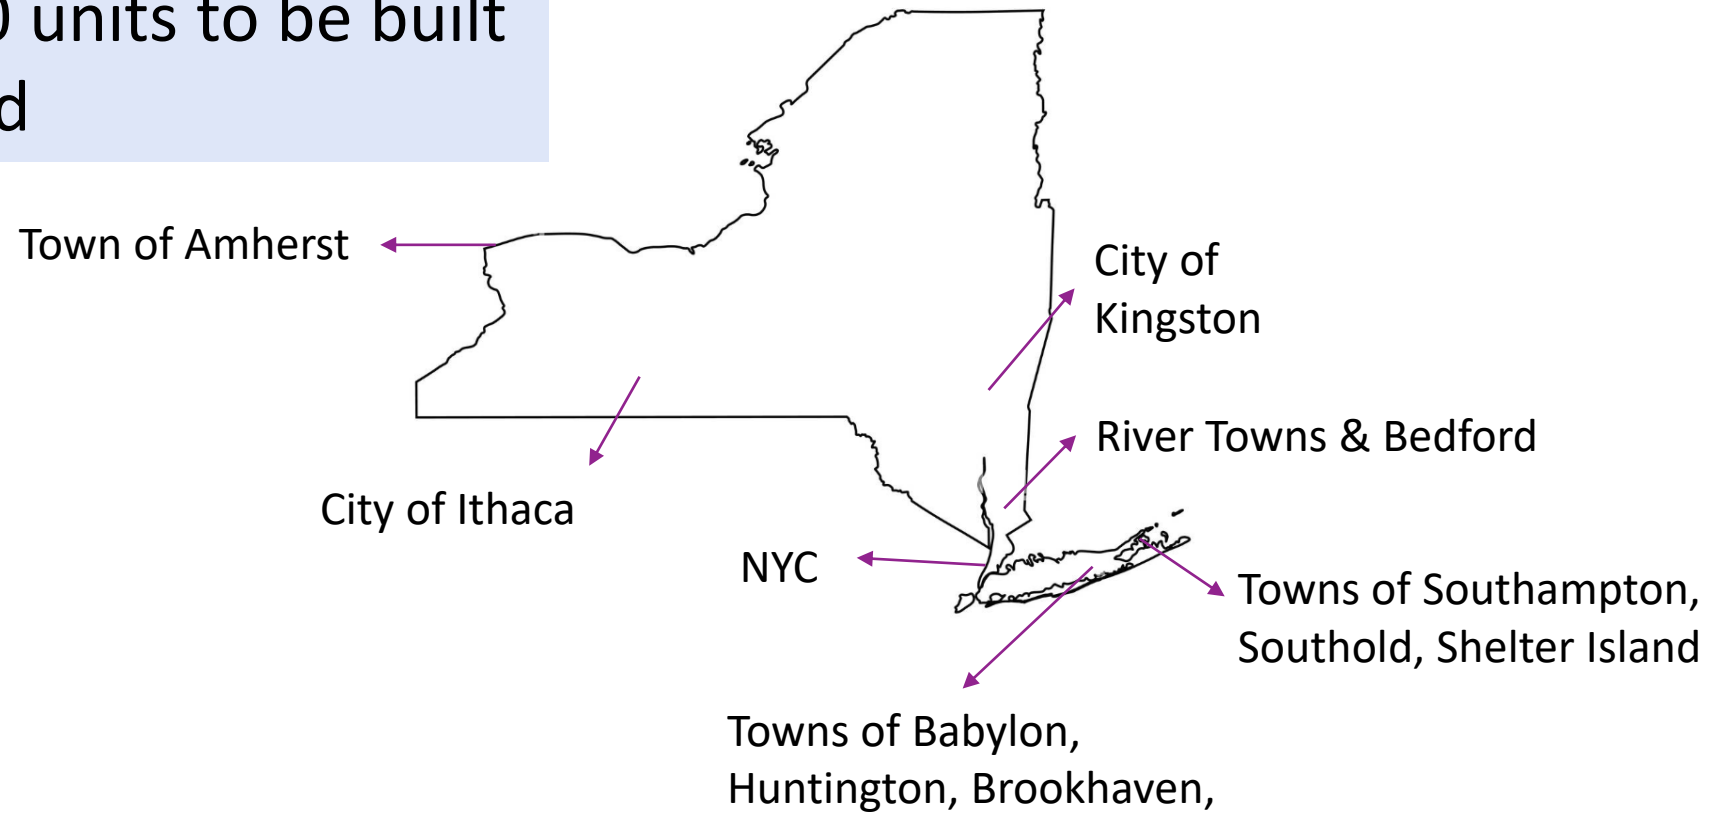 units to be built
Town of Amherst
City of
Kingston
River Towns & Bedford
City of Ithaca
NYC
Towns of Southampton,
Southold, Shelter Island
Towns of Babylon,
Huntington, Brookhaven,